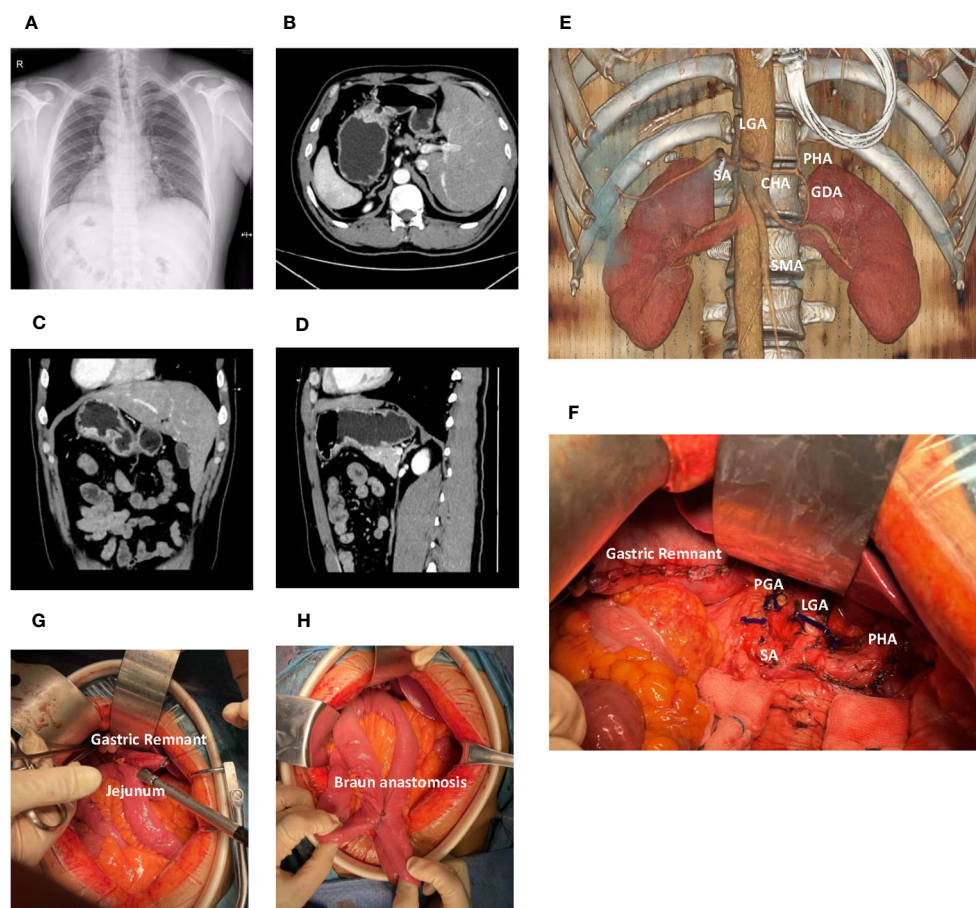 A
B
E
R
LGA
PHA
SA
CHA
GDA
SMA
C
D
F
Gastric Remnant
PGA
LGA
PHA
SA
G
H
Gastric Remnant
Jejunum
Braun anastomosis